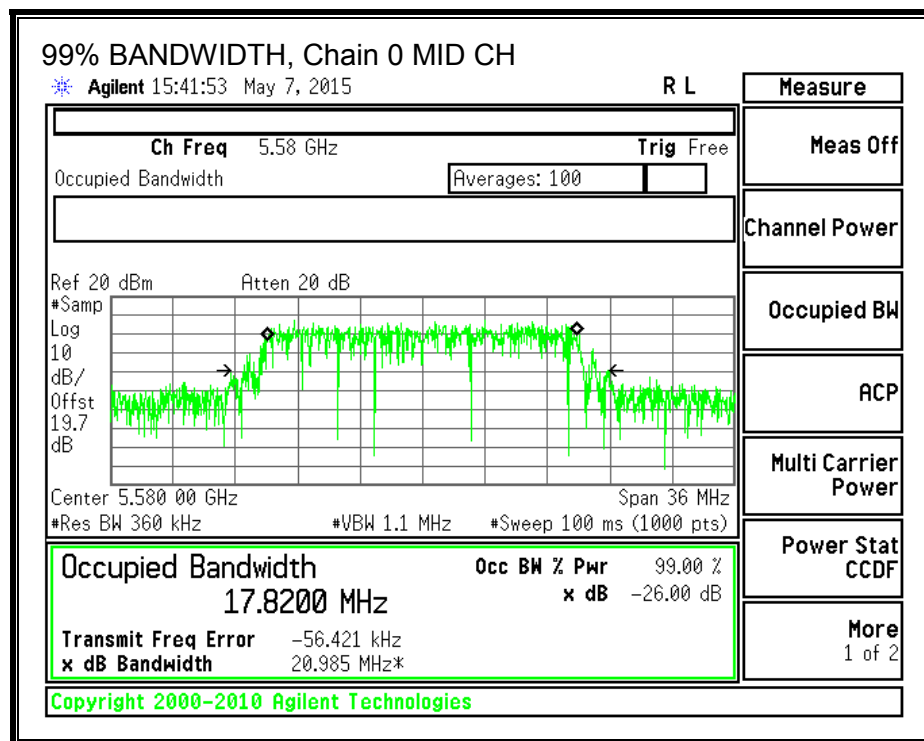 99% BANDWIDTH, Chain 0 MID CH
Agilent 15:41:53 May 7, 2015 R L
Measure
Ch Freq 5.58 GHz Trig Free
Occupied Bandwidth Averages: 100
Meas Off
Channel Power
Occupied BW
ACP
Multi Carrier
Power
Power Stat
CCDF
More
1 of 2
Ref 20 dBm Atten 20 dB
#Samp
Log
10
dB/
Offst
19.7
dB
Center 5.580 00 GHz Span 36 MHz
#Res BW 360 kHz #VBW 1.1 MHz #Sweep 100 ms (1000 pts)
Occupied Bandwidth Occ BW % Pwr 99.00 %
17.8200 MHz x dB -26.00 dB
Transmit Freq Error -56.421 kHz
x dB Bandwidth 20.985 MHz*
Copyright 2000-2010 Agilent Technologies